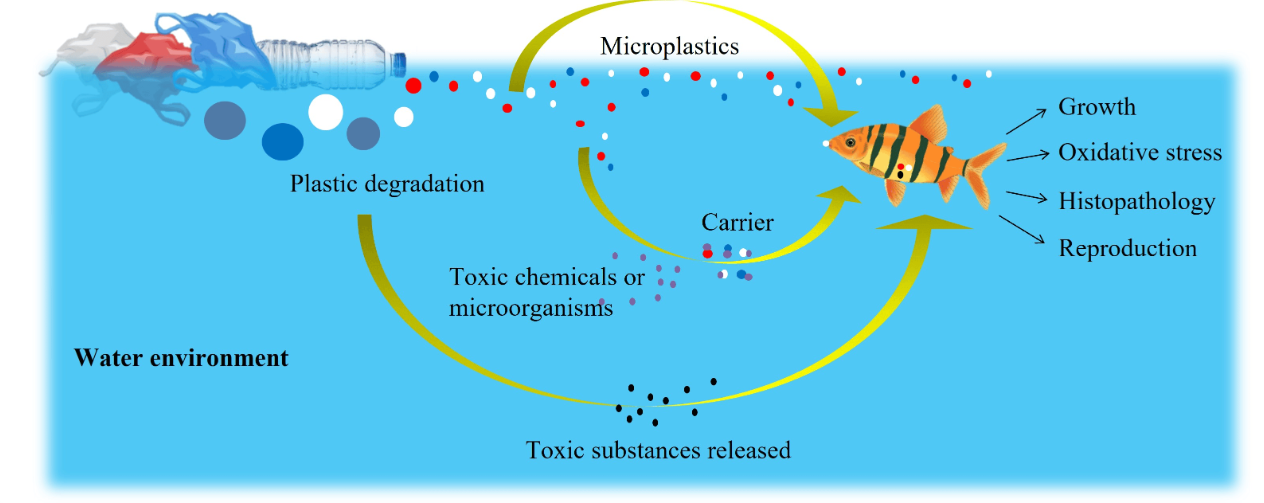 Microplastics
Growth
Oxidative stress
Plastic degradation
Histopathology
Carrier
Reproduction
Toxic chemicals or
microorganisms
Water environment
Toxic substances released